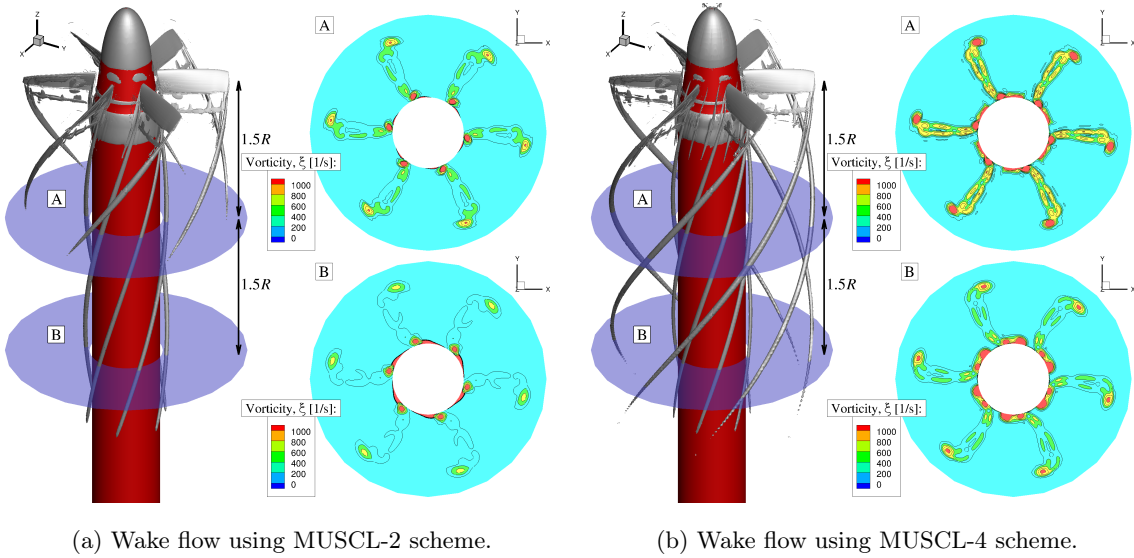 Z
X
Y
A
B
1.5R
1.5R
A
Y
Z
X
Vorticity, ξ [1/s]:
1000
800
600
400
200
0
B
Y
Z
X
Vorticity, ξ [1/s]:
1000
800
600
400
200
0
(a) Wake flow using MUSCL-2 scheme.
Z
X
Y
A
B
1.5R
1.5R
A
Y
Z
X
Vorticity, ξ [1/s]:
1000
800
600
400
200
0
B
Y
Z
X
Vorticity, ξ [1/s]:
1000
800
600
400
200
0
(b) Wake flow using MUSCL-4 scheme.